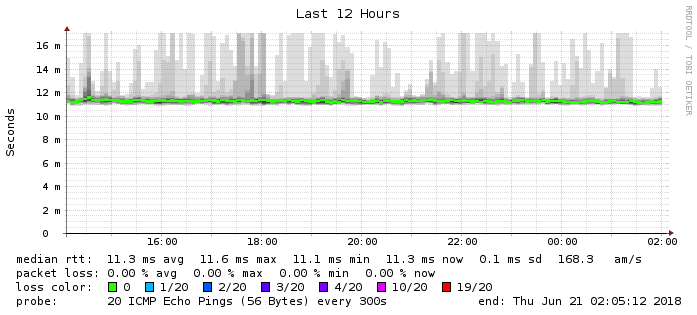 Last 12 Hours
RRDTOOL / TOBI OETIKER
Seconds
16 m
14 m
12 m
10 m
8 m
6 m
4 m
2 m
0
16:00 18:00 20:00 22:00 00:00 02:00
median rtt: 11.3 ms avg 11.6 ms max 11.1 ms min 11.3 ms now 0.1 ms sd 168.3 am/s
packet loss: 0.00 % avg 0.00 % max 0.00 % min 0.00 % now
loss color: 0 1/20 2/20 3/20 4/20 10/20 19/20
probe: 20 ICMP Echo Pings (56 Bytes) every 300s end: Thu Jun 21 02:05:12 2018